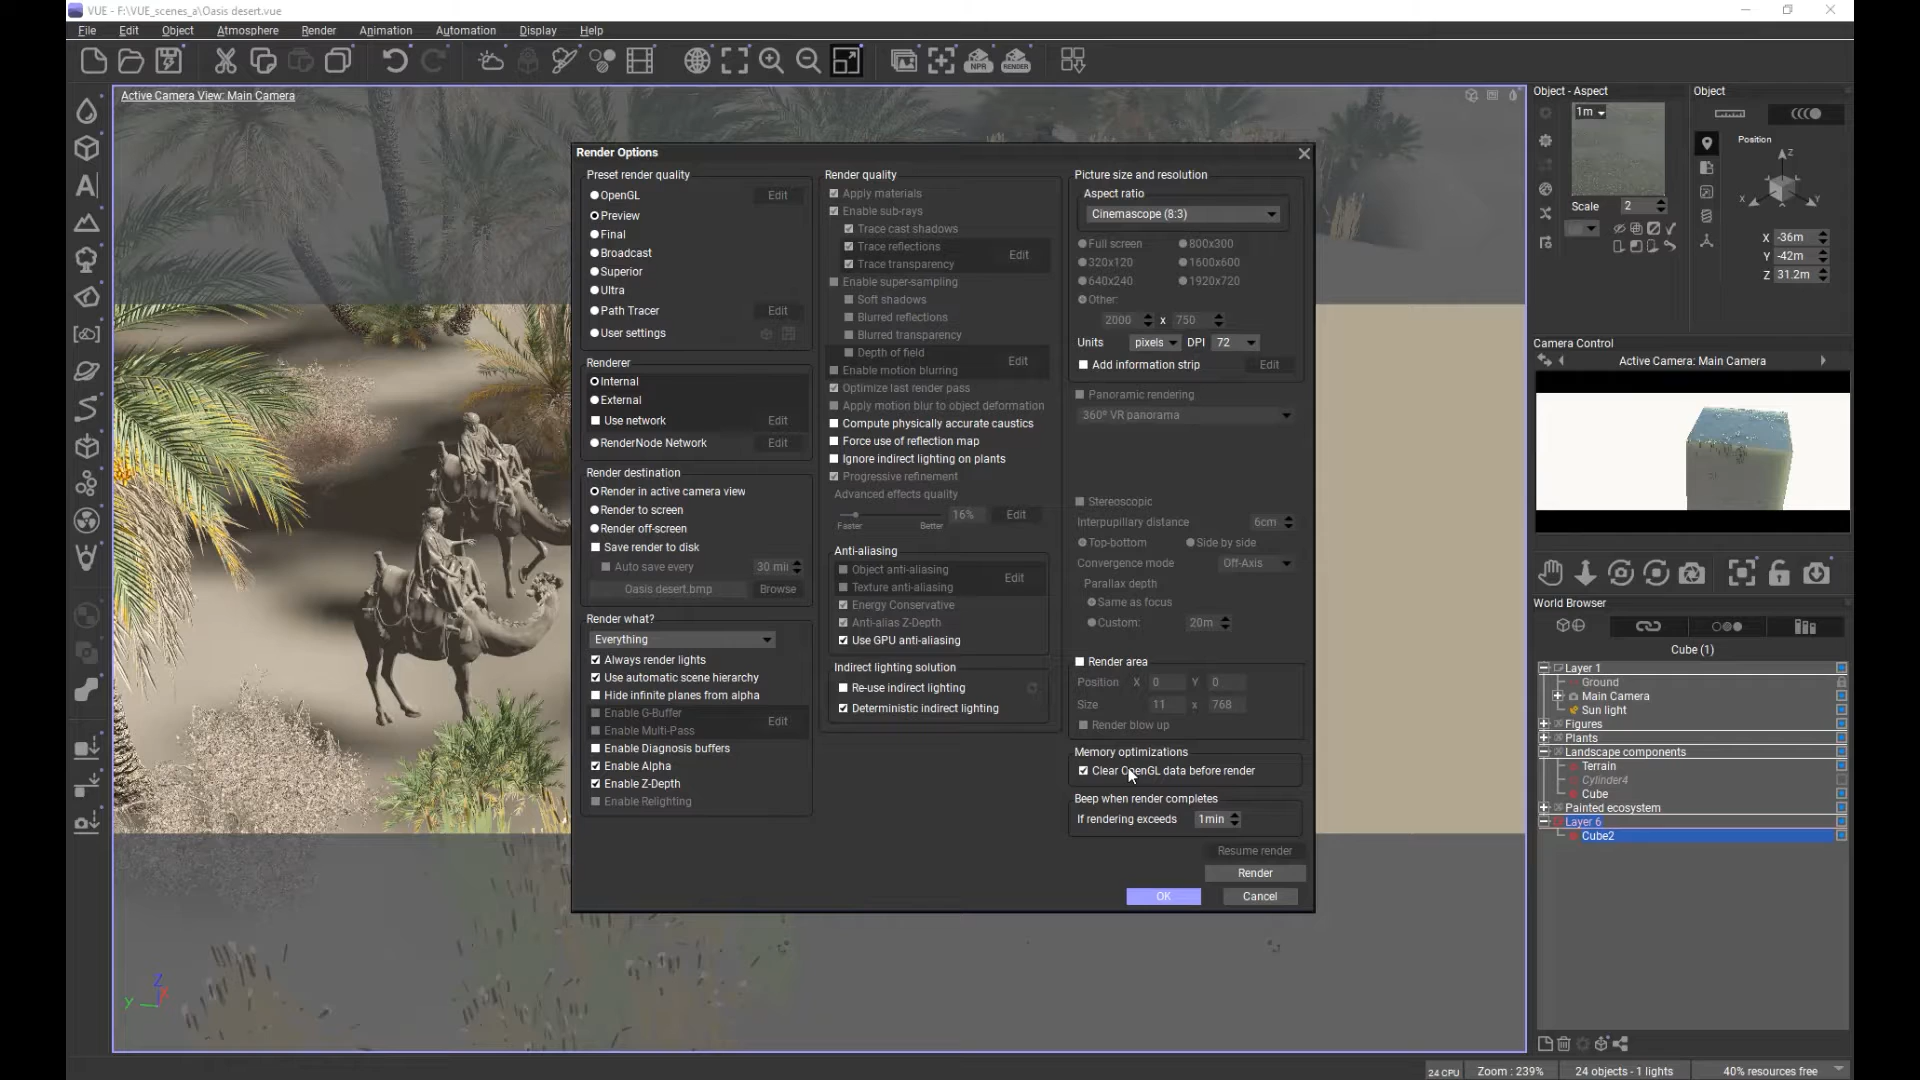 VUE - F:\VUE_scenes_a\Oasis desert.vue
File Edit Object Atmosphere Render Animation Automation Display Help
NPR RENDER
Active Camera View: Main Camera
Render Options
Preset render quality
OpenGL Edit
Preview
Final
Broadcast
Superior
Ultra
Path Tracer Edit
User settings
Renderer
Internal
External
Use network Edit
RenderNode Network Edit
Render destination
Render in active camera view
Render to screen
Render off-screen
Save render to disk
Auto save every 30 min
Oasis desert.bmp Browse
Render what?
Everything
Always render lights
Use automatic scene hierarchy
Hide infinite planes from alpha
Enable G-Buffer
Enable Multi-Pass
Edit
Enable Diagnosis buffers
Enable Alpha
Enable Z-Depth
Enable Relighting
Render quality
Apply materials
Enable sub-rays
Trace cast shadows
Trace reflections
Trace transparency
Edit
Enable super-sampling
Soft shadows
Blurred reflections
Blurred transparency
Depth of field
Enable motion blurring
Edit
Optimize last render pass
Apply motion blur to object deformation
Compute physically accurate caustics
Force use of reflection map
Ignore indirect lighting on plants
Progressive refinement
Advanced effects quality
16% Edit
Faster Better
Anti-aliasing
Object anti-aliasing
Texture anti-aliasing
Edit
Energy Conservative
Anti-alias Z-Depth
Use GPU anti-aliasing
Indirect lighting solution
Re-use indirect lighting
Deterministic indirect lighting
Picture size and resolution
Aspect ratio
Cinemascope (8:3)
Full screen 800x300
320x120 1600x600
640x240 1920x720
Other:
2000 x 750
Units pixels DPI 72
Add information strip Edit
Panoramic rendering
360º VR panorama
Stereoscopic
Interpupillary distance 6cm
Top-bottom Side by side
Convergence mode Off-Axis
Parallax depth
Same as focus
Custom: 20m
Render area
Position X 0 Y 0
Size 11 x 768
Render blow up
Memory optimizations
Clear OpenGL data before render
Beep when render completes
If rendering exceeds 1min
Resume render
Render
OK Cancel
Object - Aspect
1m
Scale 2
Object
Position
Z
X Y
X -36m
Y -42m
Z 31.2m
Camera Control
Active Camera: Main Camera
World Browser
Cube (1)
Layer 1
Ground
Main Camera
Sun light
Figures
Plants
Landscape components
Terrain
Cylinder4
Cube
Painted ecosystem
Layer 6
Cube2
Z
Y X
24 CPU Zoom : 239% 24 objects - 1 lights 40% resources free